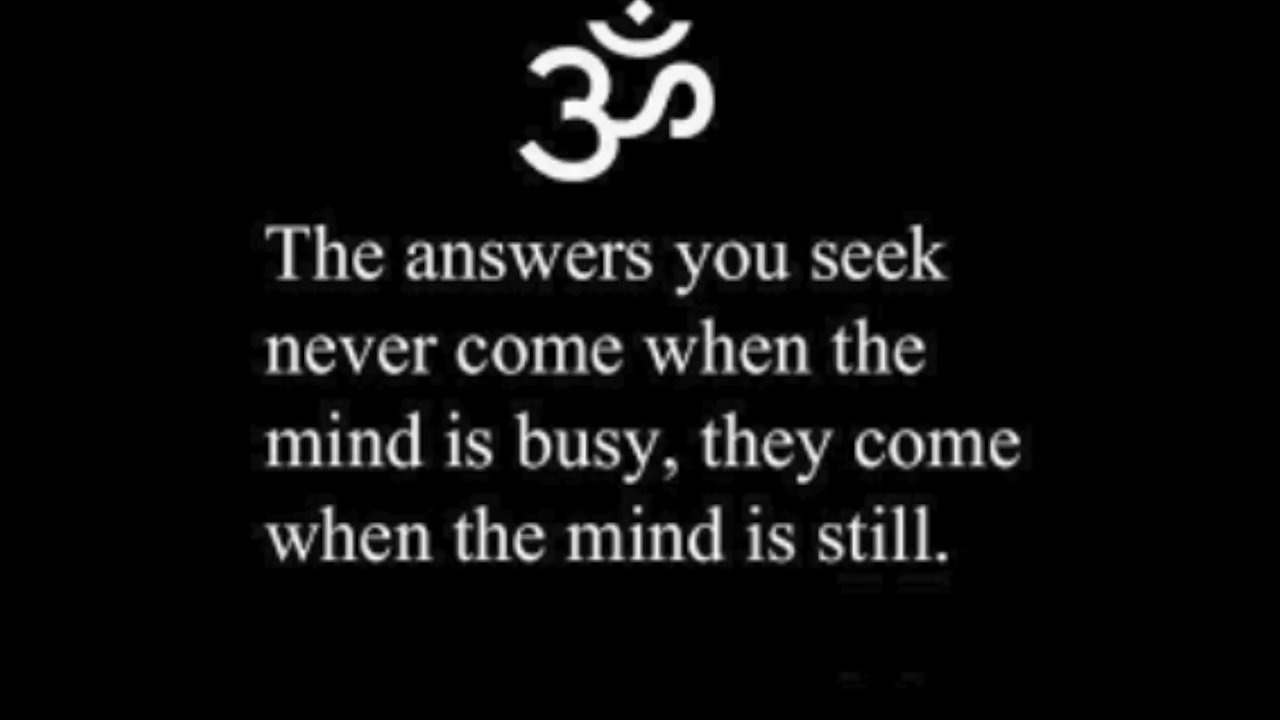 ॐ
The answers you seek
never come when the
mind is busy, they come
when the mind is still.